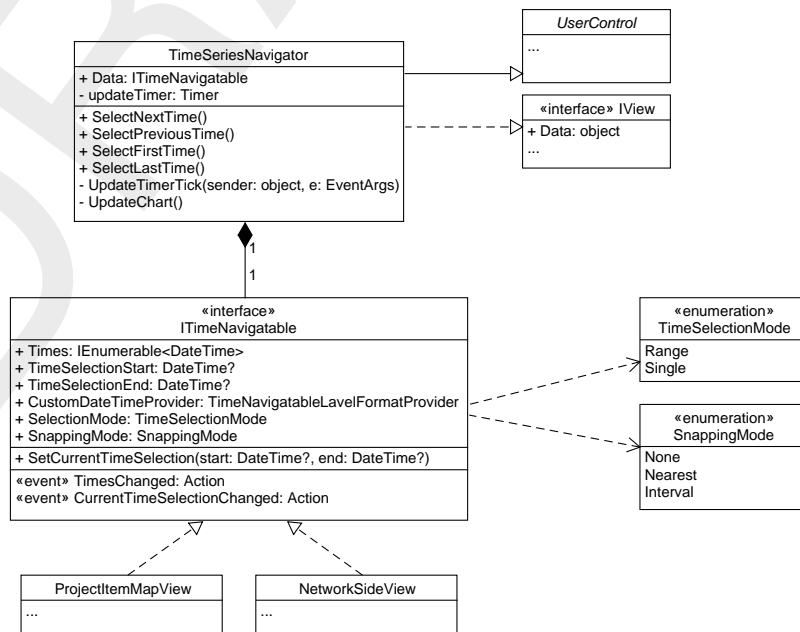 TimeSeriesNavigator
+ Data: ITimeNavigatable
- updateTimer: Timer
+ SelectNextTime()
+ SelectPreviousTime()
+ SelectFirstTime()
+ SelectLastTime()
- UpdateTimerTick(sender: object, e: EventArgs)
- UpdateChart()
UserControl
...
«interface» IView
+ Data: object
...
1
1
«interface»
ITimeNavigatable
+ Times: IEnumerable<DateTime>
+ TimeSelectionStart: DateTime?
+ TimeSelectionEnd: DateTime?
+ CustomDateTimeProvider: TimeNavigatableLavelFormatProvider
+ SelectionMode: TimeSelectionMode
+ SnappingMode: SnappingMode
+ SetCurrentTimeSelection(start: DateTime?, end: DateTime?)
«event» TimesChanged: Action
«event» CurrentTimeSelectionChanged: Action
«enumeration»
TimeSelectionMode
Range
Single
«enumeration»
SnappingMode
None
Nearest
Interval
ProjectItemMapView
...
NetworkSideView
...